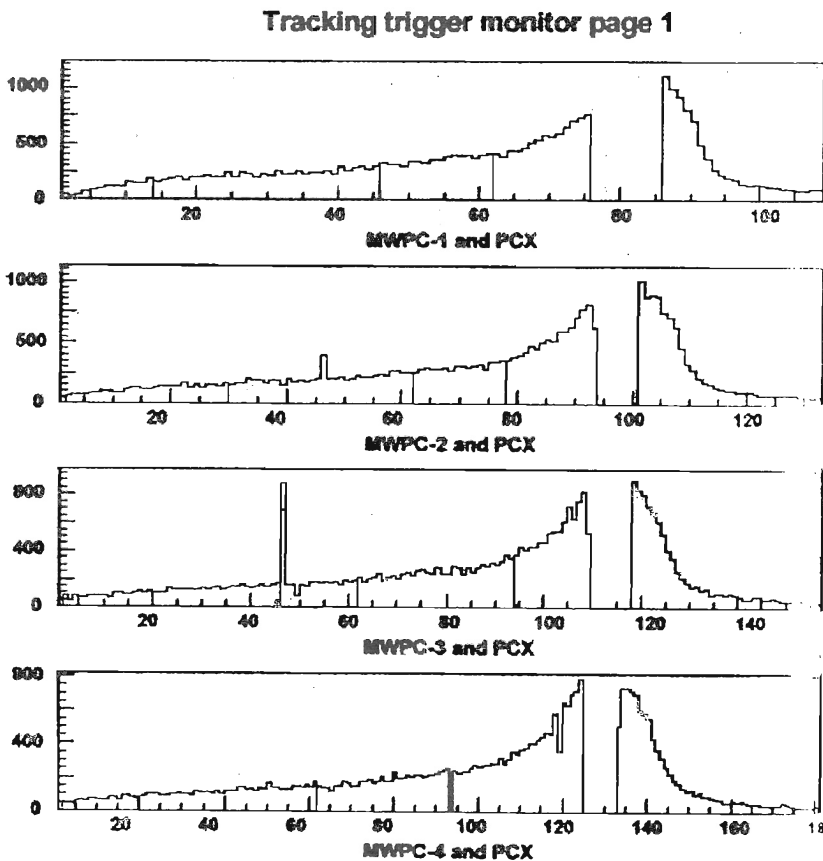 Tracking trigger monitor page 1
1000
500
0
20 40 60 80 100
MWPC-1 and PCX
1000
500
0
20 40 60 80 100 120
MWPC-2 and PCX
800
400
0
20 40 60 80 100 120 140
MWPC-3 and PCX
800
400
0
20 40 60 80 100 120 140 160 18
MWPC-4 and PCX